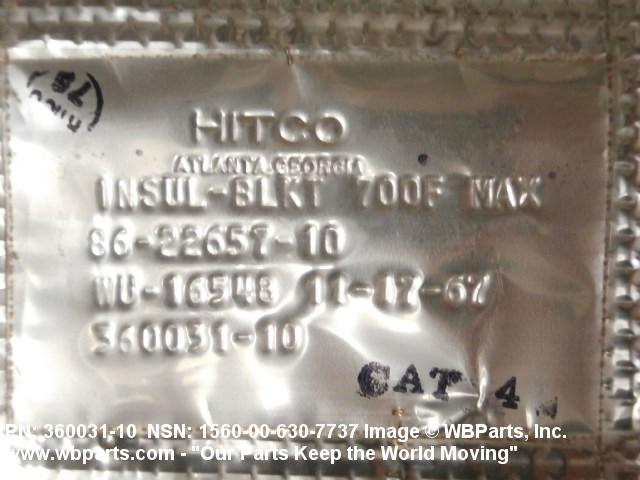 78
HITCO
ATLANTA, GEORGIA
INSUL-BLKT 700F MAX
86-22657-10
WU-16548 11-17-67
360031-10
CAT 4
PN: 360031-10 NSN: 1560-00-630-7737 Image © WBParts, Inc.
www.wbparts.com - "Our Parts Keep the World Moving"